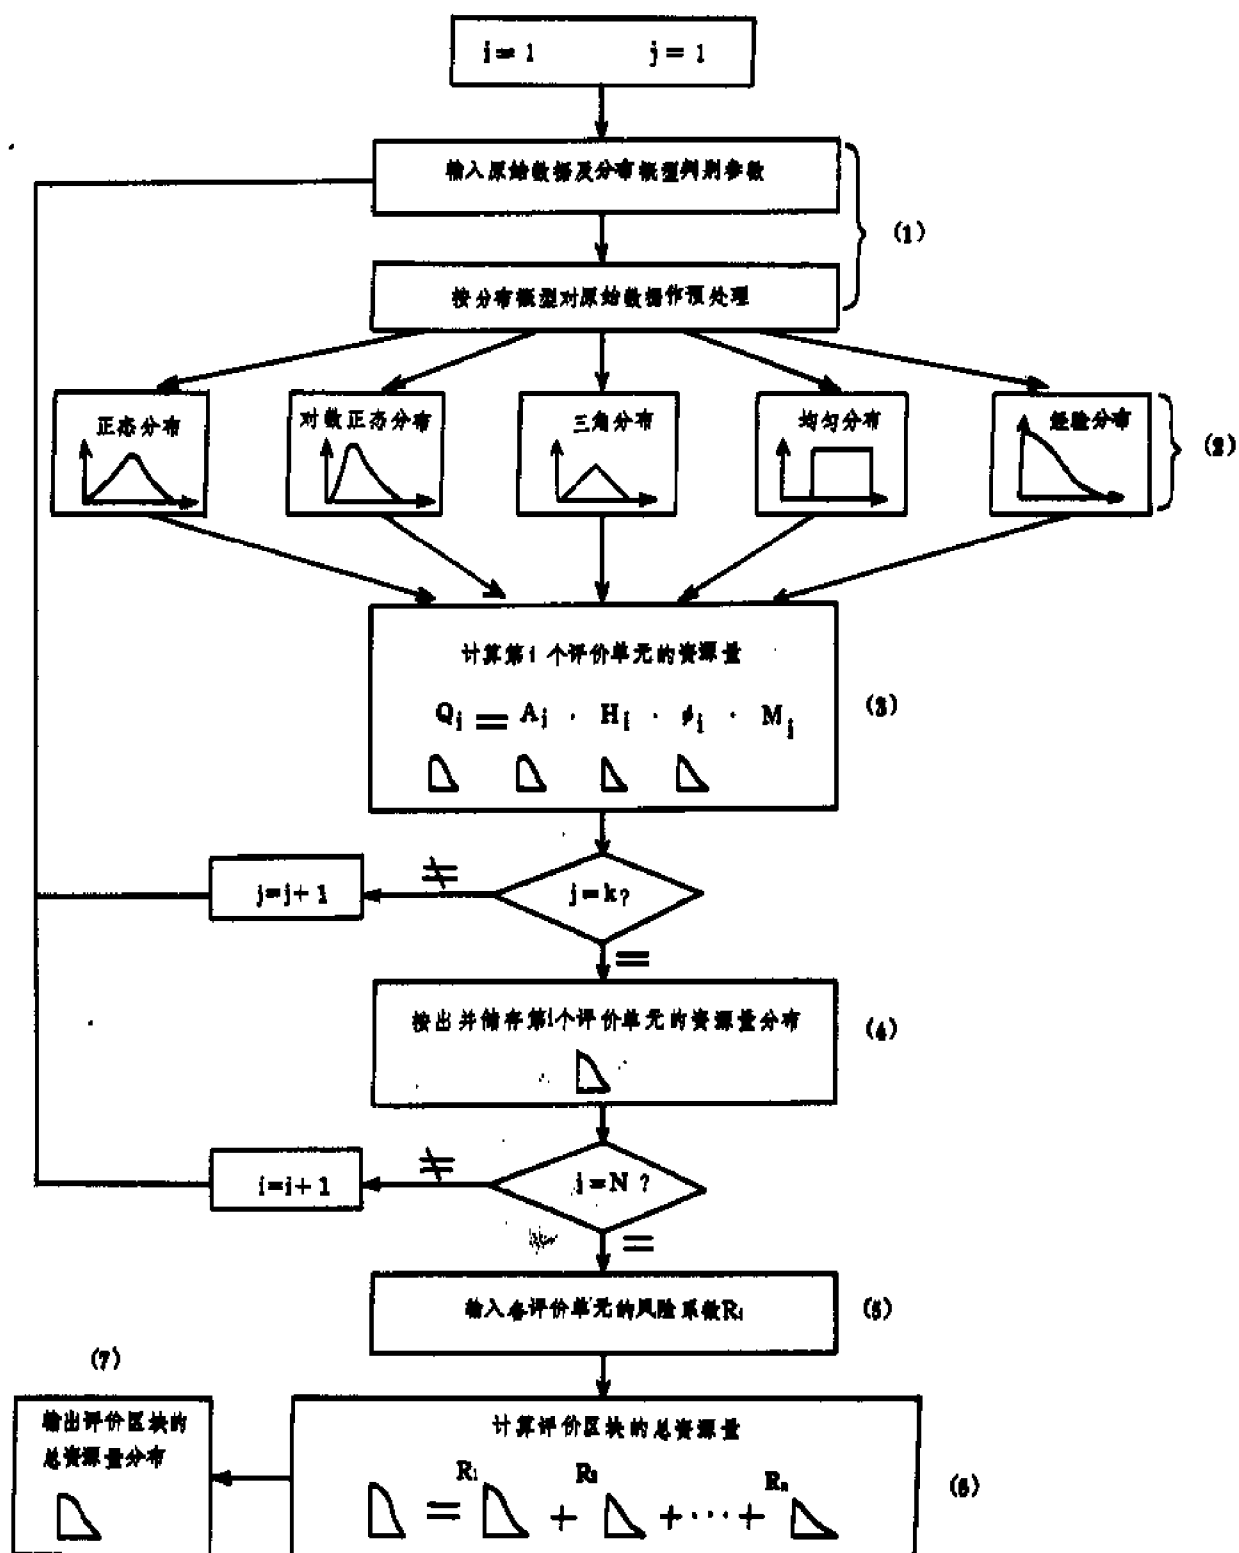 i = 1    j = 1
输入原始数据及分布概型判别参数
(1)
按分布概型对原始数据作预处理
正态分布
对数正态分布
三角分布
均匀分布
经验分布
(2)
计算第i个评价单元的资源量
(3)
Qi = Ai · Hi · ϕi · Mi
≠
j=j+1
j=k?
=
按出并储存第i个评价单元的资源量分布
(4)
≠
i=i+1
i=N?
=
输入各评价单元的风险系数Ri
(5)
(7)
输出评价区块的
总资源量分布
计算评价区块的总资源量
R1 R2 Rn
= + +···+
(6)